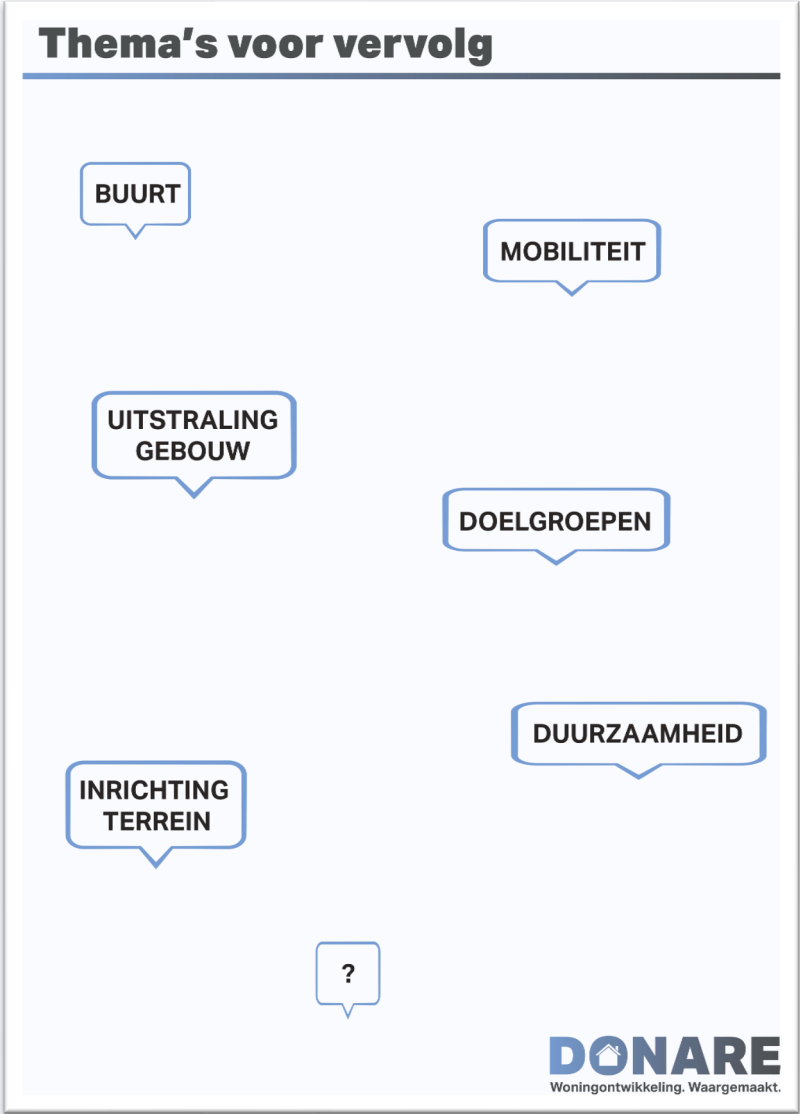 Thema’s voor vervolg
BUURT
MOBILITEIT
UITSTRALING
GEBOUW
DOELGROEPEN
DUURZAAMHEID
INRICHTING
TERREIN
?
DONARE
Woningontwikkeling. Waargemaakt.